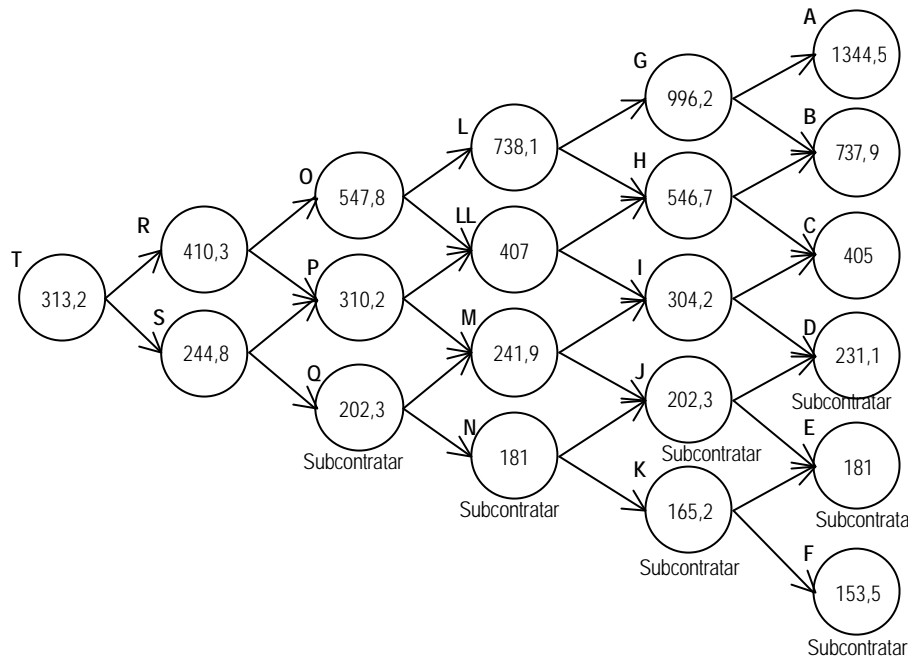 A
1344,5
G
996,2
B
737,9
L
738,1
H
546,7
O
547,8
C
405
LL
407
R
410,3
I
304,2
P
310,2
T
313,2
D
231,1
Subcontratar
M
241,9
S
244,8
J
202,3
Subcontratar
Q
202,3
Subcontratar
E
181
Subcontrata
N
181
Subcontratar
K
165,2
Subcontratar
F
153,5
Subcontratar